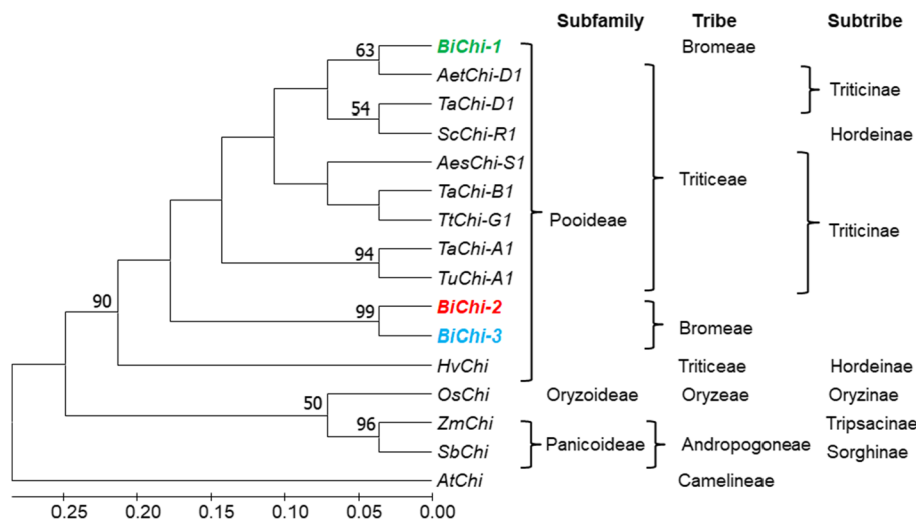 Subfamily Tribe Subtribe
63 BiChi-1 Bromeae
AetChi-D1
Triticinae
54 TaChi-D1
ScChi-R1 Hordeinae
AesChi-S1
Triticeae
TaChi-B1
TtChi-G1 Pooideae
Triticinae
94 TaChi-A1
TuChi-A1
90 99 BiChi-2
BiChi-3 Bromeae
HvChi Triticeae Hordeinae
50 OsChi Oryzoideae Oryzeae Oryzinae
96 ZmChi Tripsacinae
Panicoideae Andropogoneae
SbChi Sorghinae
AtChi Camelineae
0.25 0.20 0.15 0.10 0.05 0.00